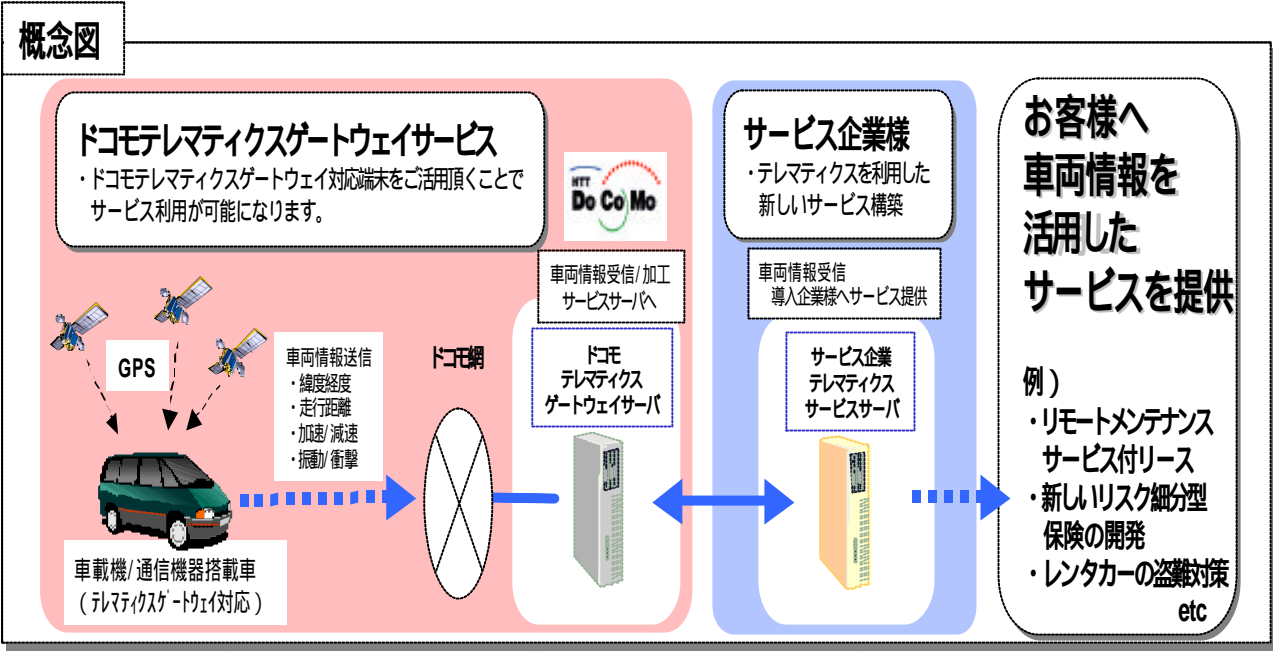 概念図
ドコモテレマティクスゲートウェイサービス
・ドコモテレマティクスゲートウェイ対応端末をご活用頂くことで
サービス利用が可能になります。
NTT
DoCoMo
サービス企業様
・テレマティクスを利用した
新しいサービス構築
お客様へ
車両情報を
活用した
サービスを提供
車両情報受信/加工
サービスサーバへ
車両情報受信
導入企業様へサービス提供
GPS
車両情報送信
・緯度経度
・走行距離
・加速/減速
・振動/衝撃
ドコモ網
ドコモ
テレマティクス
ゲートウェイサーバ
サービス企業
テレマティクス
サービスサーバ
車載機/通信機器搭載車
（ﾃﾚﾏﾃｨｸｽｹﾞｰﾄｳｪｲ対応）
例）
・リモートメンテナンス
サービス付リース
・新しいリスク細分型
保険の開発
・レンタカーの盗難対策
etc